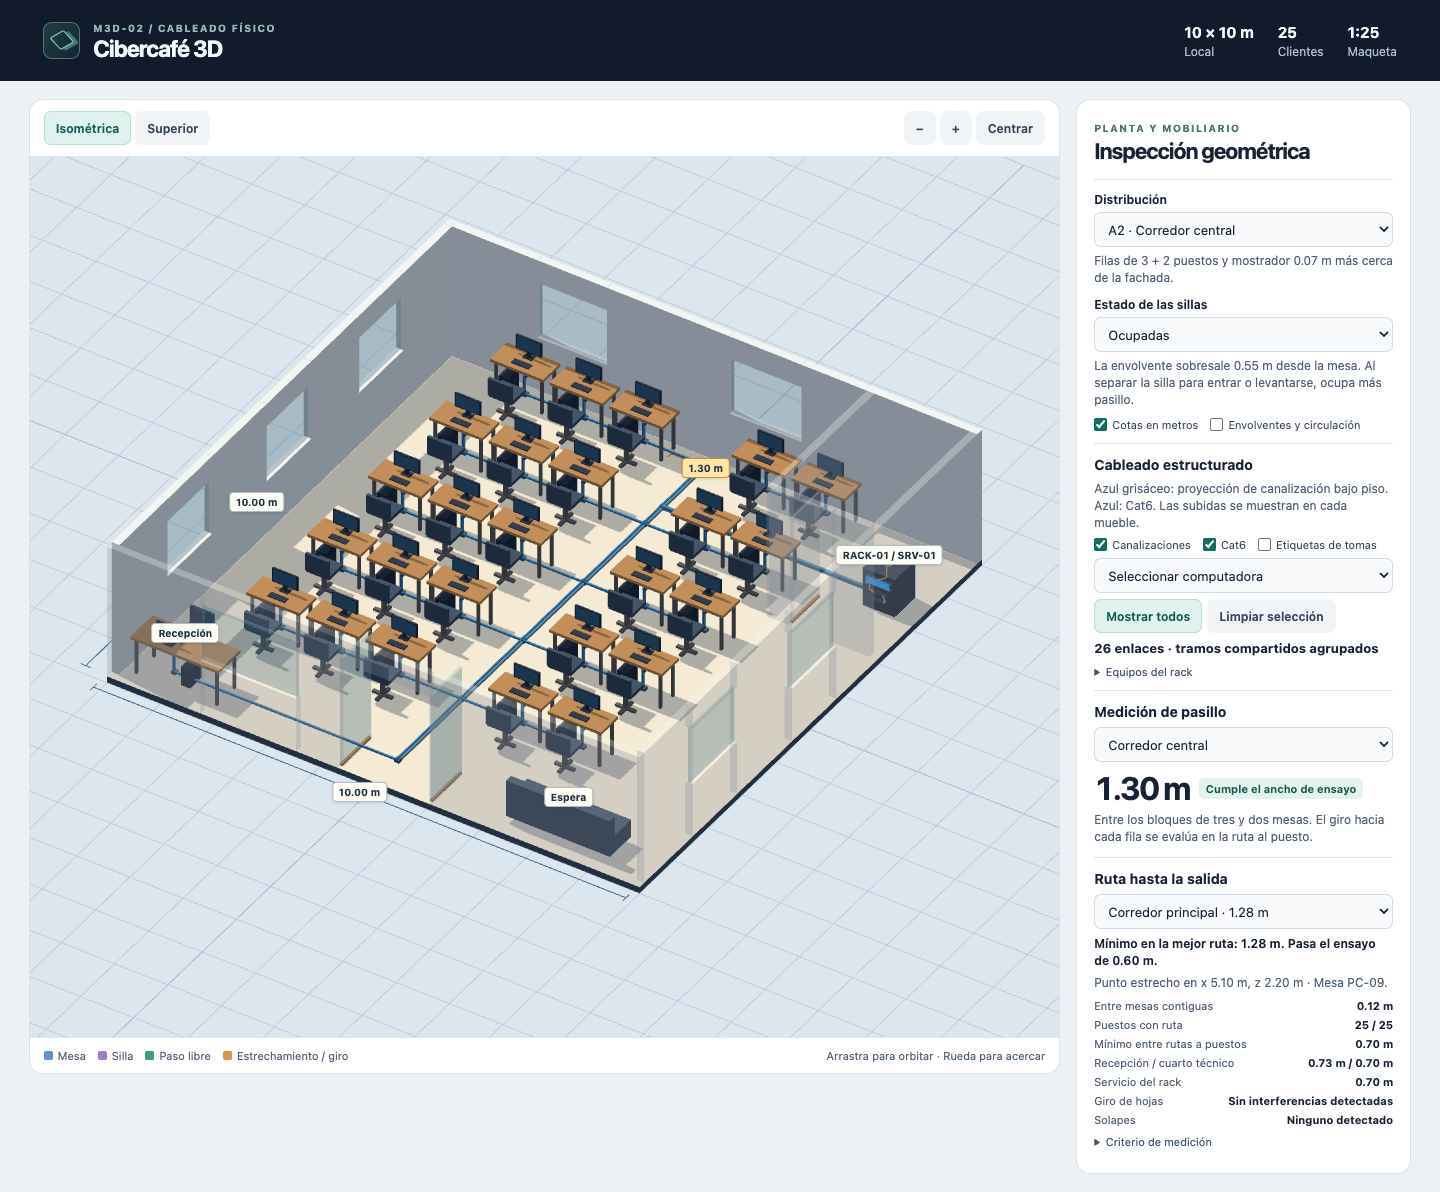 M3D-02 / CABLEADO FÍSICO
Cibercafé 3D
10 × 10 m
Local
25
Clientes
1:25
Maqueta
Isométrica
Superior
−
+
Centrar
10.00 m
1.30 m
RACK-01 / SRV-01
Recepción
10.00 m
Espera
Mesa
Silla
Paso libre
Estrechamiento / giro
Arrastra para orbitar · Rueda para acercar
PLANTA Y MOBILIARIO
Inspección geométrica
Distribución
A2 · Corredor central
Filas de 3 + 2 puestos y mostrador 0.07 m más cerca
de la fachada.
Estado de las sillas
Ocupadas
La envolvente sobresale 0.55 m desde la mesa. Al
separar la silla para entrar o levantarse, ocupa más
pasillo.
Cotas en metros
Envolventes y circulación
Cableado estructurado
Azul grisáceo: proyección de canalización bajo piso.
Azul: Cat6. Las subidas se muestran en cada
mueble.
Canalizaciones
Cat6
Etiquetas de tomas
Seleccionar computadora
Mostrar todos
Limpiar selección
26 enlaces · tramos compartidos agrupados
Equipos del rack
Medición de pasillo
Corredor central
1.30 m
Cumple el ancho de ensayo
Entre los bloques de tres y dos mesas. El giro hacia
cada fila se evalúa en la ruta al puesto.
Ruta hasta la salida
Corredor principal · 1.28 m
Mínimo en la mejor ruta: 1.28 m. Pasa el ensayo
de 0.60 m.
Punto estrecho en x 5.10 m, z 2.20 m · Mesa PC-09.
Entre mesas contiguas 0.12 m
Puestos con ruta 25 / 25
Mínimo entre rutas a puestos 0.70 m
Recepción / cuarto técnico 0.73 m / 0.70 m
Servicio del rack 0.70 m
Giro de hojas Sin interferencias detectadas
Solapes Ninguno detectado
Criterio de medición